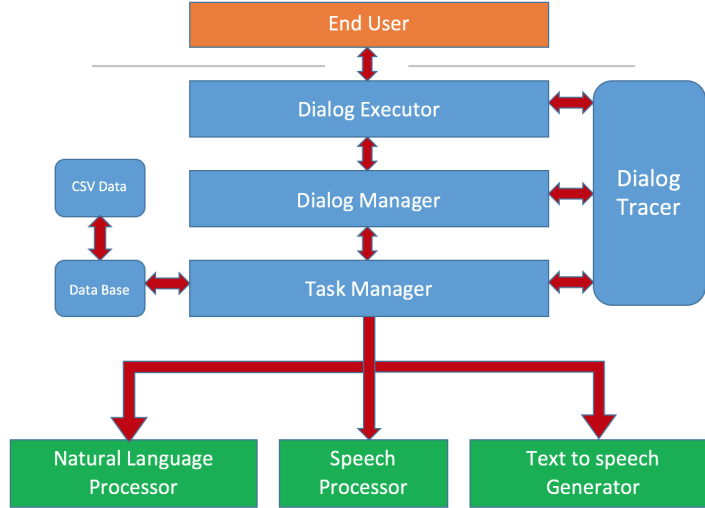 End User
Dialog Executor
Dialog Manager
Dialog
Tracer
CSV Data
Data Base
Task Manager
Natural Language
Processor
Speech
Processor
Text to speech
Generator